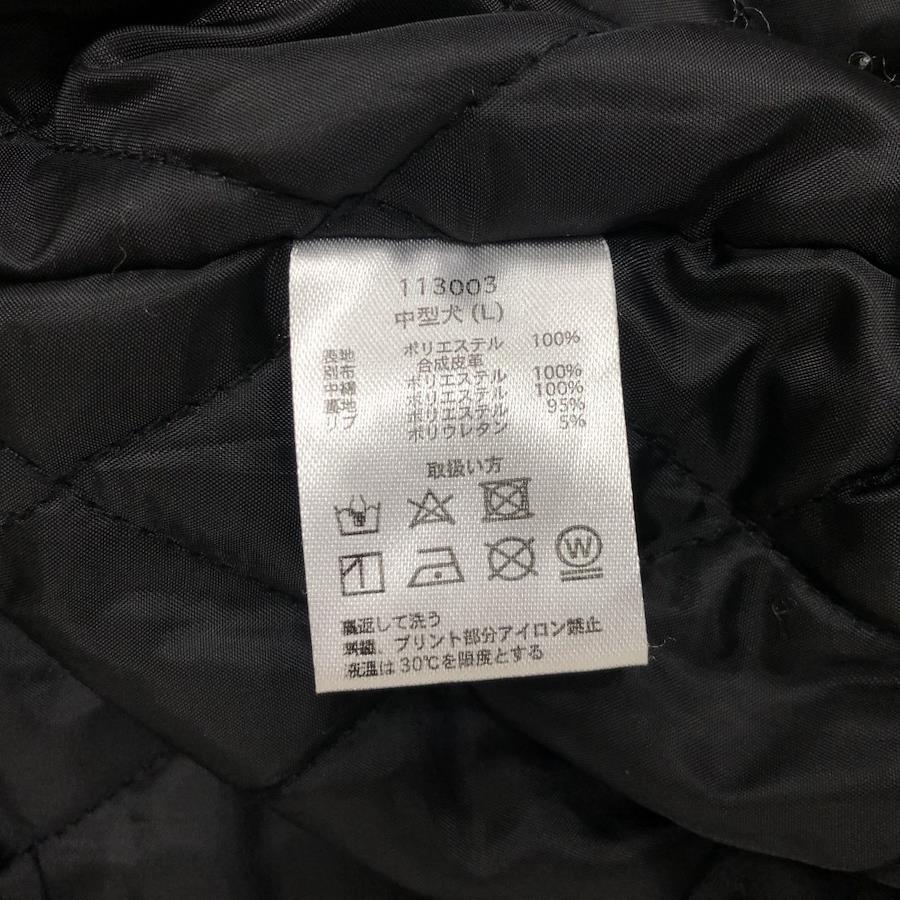 113003
中型犬 (L)
表地 ポリエステル 100%
別布 合成皮革
中綿 ポリエステル 100%
裏地 ポリエステル 100%
リブ ポリエステル 95%
ポリウレタン 5%
取扱い方
W
裏返して洗う
刺繍、プリント部分アイロン禁止
液温は30℃を限度とする